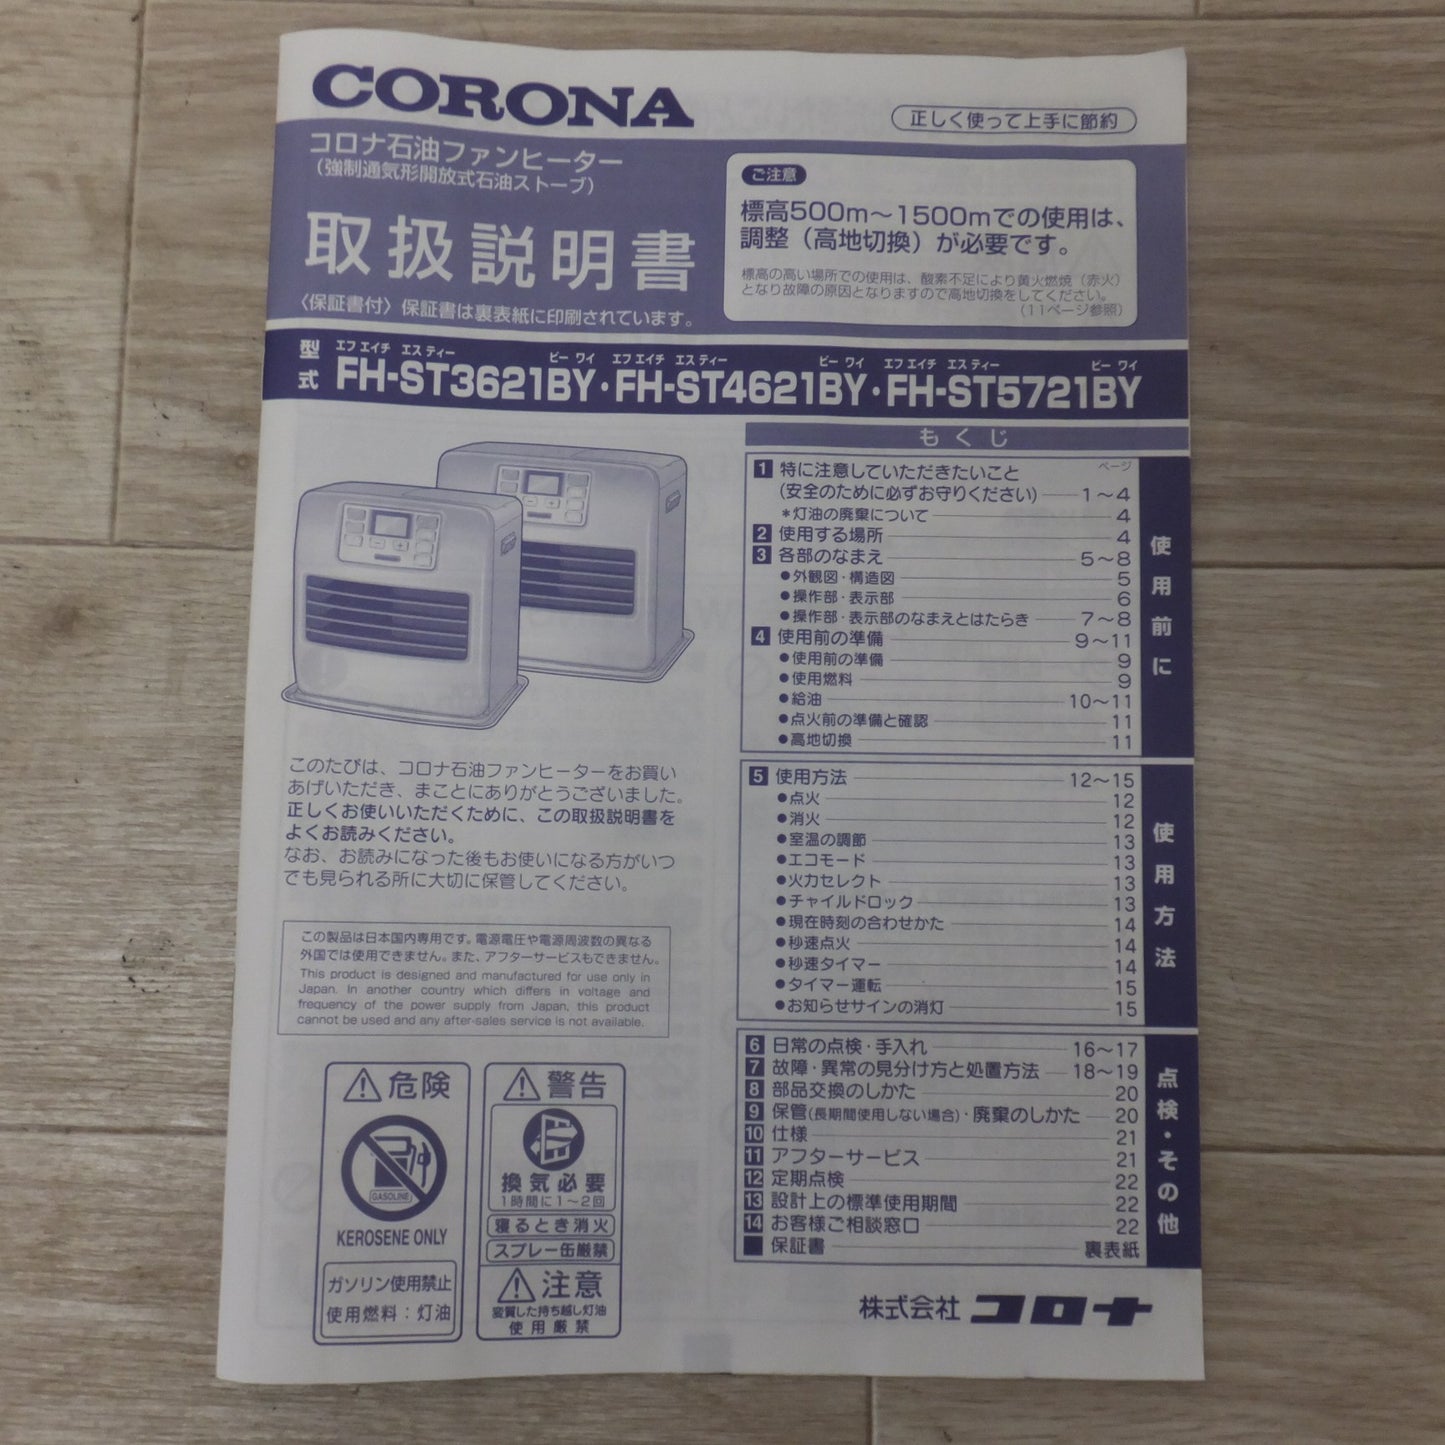 CORONA
正しく使って上手に節約
コロナ石油ファンヒーター
(強制通気形開放式石油ストーブ)
取扱説明書
〈保証書付〉保証書は裏表紙に印刷されています。
ご注意
標高500m～1500mでの使用は、
調整（高地切換）が必要です。
標高の高い場所での使用は、酸素不足により黄火燃焼（赤火）
となり故障の原因となりますので高地切換をしてください。
(11ページ参照)
型式
エフ エイチ エス ティー ビー ワイ エフ エイチ エス ティー ビー ワイ エフ エイチ エス ティー ビー ワイ
FH-ST3621BY・FH-ST4621BY・FH-ST5721BY
このたびは、コロナ石油ファンヒーターをお買い
あげいただき、まことにありがとうございました。
正しくお使いいただくために、この取扱説明書を
よくお読みください。
なお、お読みになった後もお使いになる方がいつ
でも見られる所に大切に保管してください。
この製品は日本国内専用です。電源電圧や電源周波数の異なる
外国では使用できません。また、アフターサービスもできません。
This product is designed and manufactured for use only in
Japan. In another country which differs in voltage and
frequency of the power supply from Japan, this product
cannot be used and any after-sales service is not available.
危険
GASOLINE
KEROSENE ONLY
ガソリン使用禁止
使用燃料：灯油
警告
換気必要
1時間に1～2回
寝るとき消火
スプレー缶厳禁
注意
変質した持ち越し灯油
使用厳禁
もくじ
ページ
1 特に注意していただきたいこと
(安全のために必ずお守りください) 1～4
＊灯油の廃棄について 4
2 使用する場所 4
3 各部のなまえ 5～8
●外観図・構造図 5
●操作部・表示部 6
●操作部・表示部のなまえとはたらき 7～8
4 使用前の準備 9～11
●使用前の準備 9
●使用燃料 9
●給油 10～11
●点火前の準備と確認 11
●高地切換 11
使用前に
5 使用方法 12～15
●点火 12
●消火 12
●室温の調節 13
●エコモード 13
●火力セレクト 13
●チャイルドロック 13
●現在時刻の合わせかた 14
●秒速点火 14
●秒速タイマー 14
●タイマー運転 15
●お知らせサインの消灯 15
使用方法
6 日常の点検・手入れ 16～17
7 故障・異常の見分け方と処置方法 18～19
8 部品交換のしかた 20
9 保管(長期間使用しない場合)・廃棄のしかた 20
10 仕様 21
11 アフターサービス 21
12 定期点検 22
13 設計上の標準使用期間 22
14 お客様ご相談窓口 22
■ 保証書 裏表紙
点検・その他
株式会社 コロナ